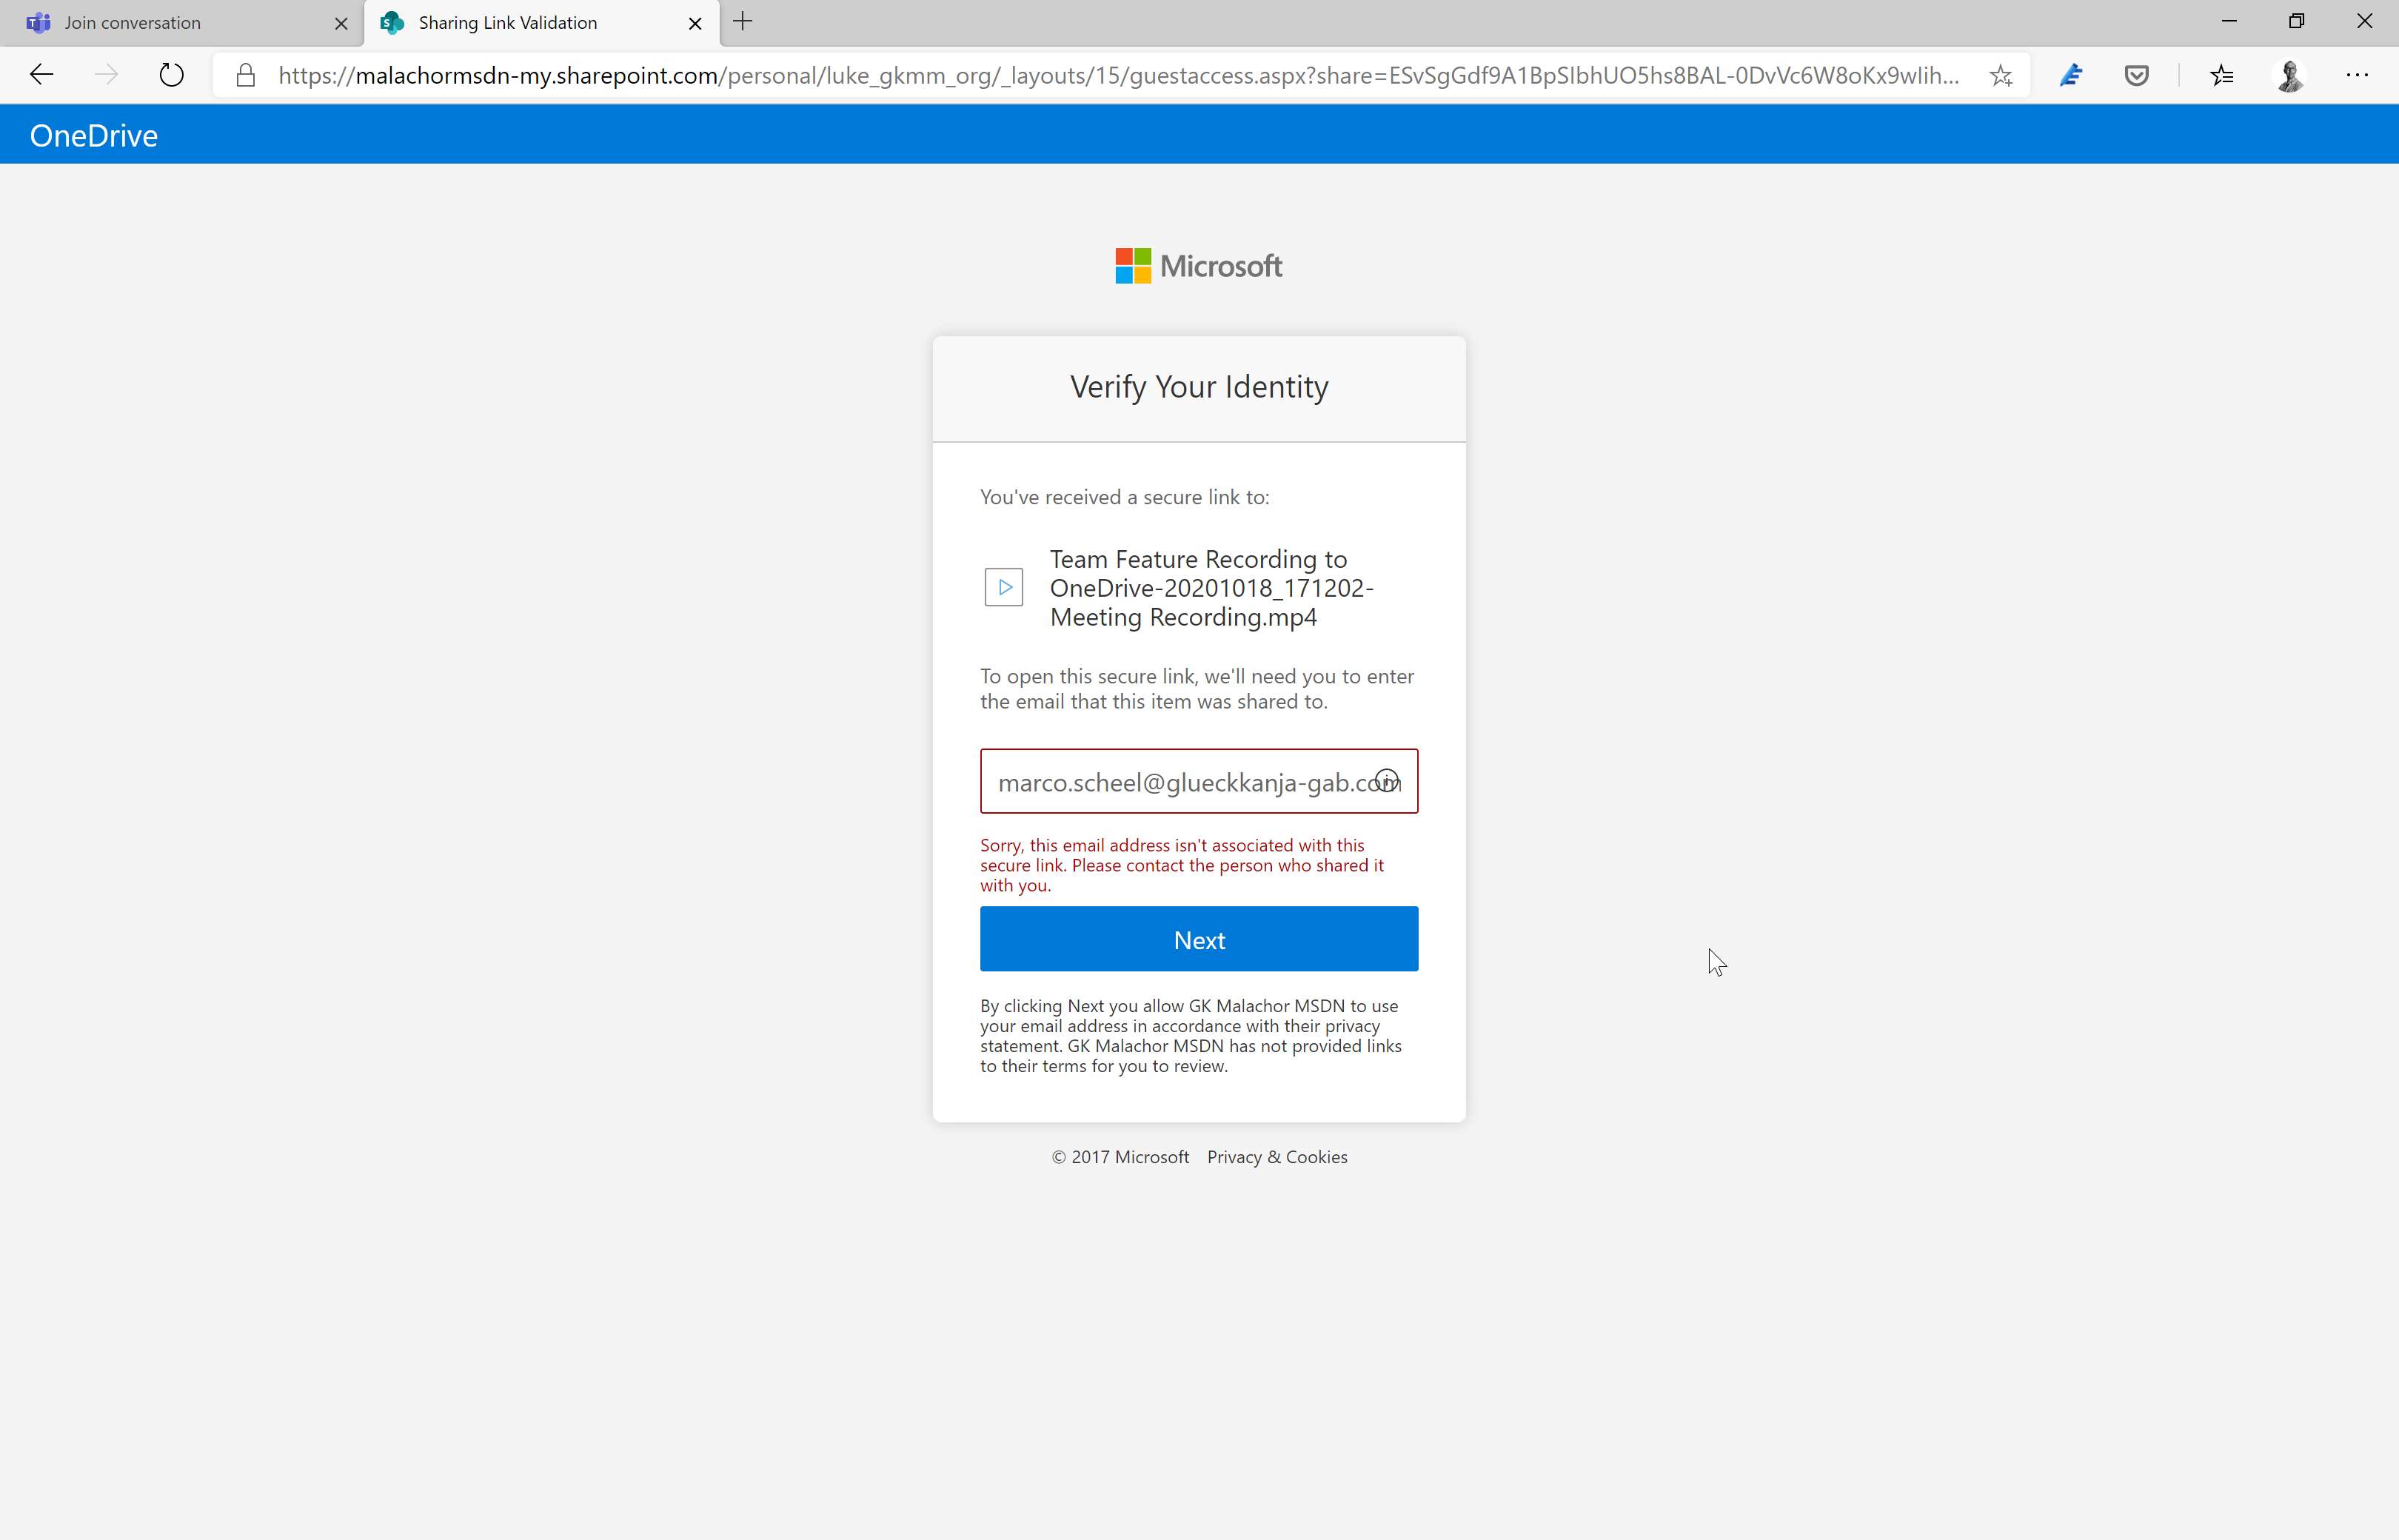 Join conversation
Sharing Link Validation
https://malachormsdn-my.sharepoint.com/personal/luke_gkmm_org/_layouts/15/guestaccess.aspx?share=ESvSgGdf9A1BpSIbhUO5hs8BAL-0DvVc6W8oKx9wIih...
OneDrive
Microsoft
Verify Your Identity
You've received a secure link to:
Team Feature Recording to
OneDrive-20201018_171202-
Meeting Recording.mp4
To open this secure link, we'll need you to enter
the email that this item was shared to.
marco.scheel@glueckkanja-gab.com
Sorry, this email address isn't associated with this
secure link. Please contact the person who shared it
with you.
Next
By clicking Next you allow GK Malachor MSDN to use
your email address in accordance with their privacy
statement. GK Malachor MSDN has not provided links
to their terms for you to review.
© 2017 Microsoft Privacy & Cookies